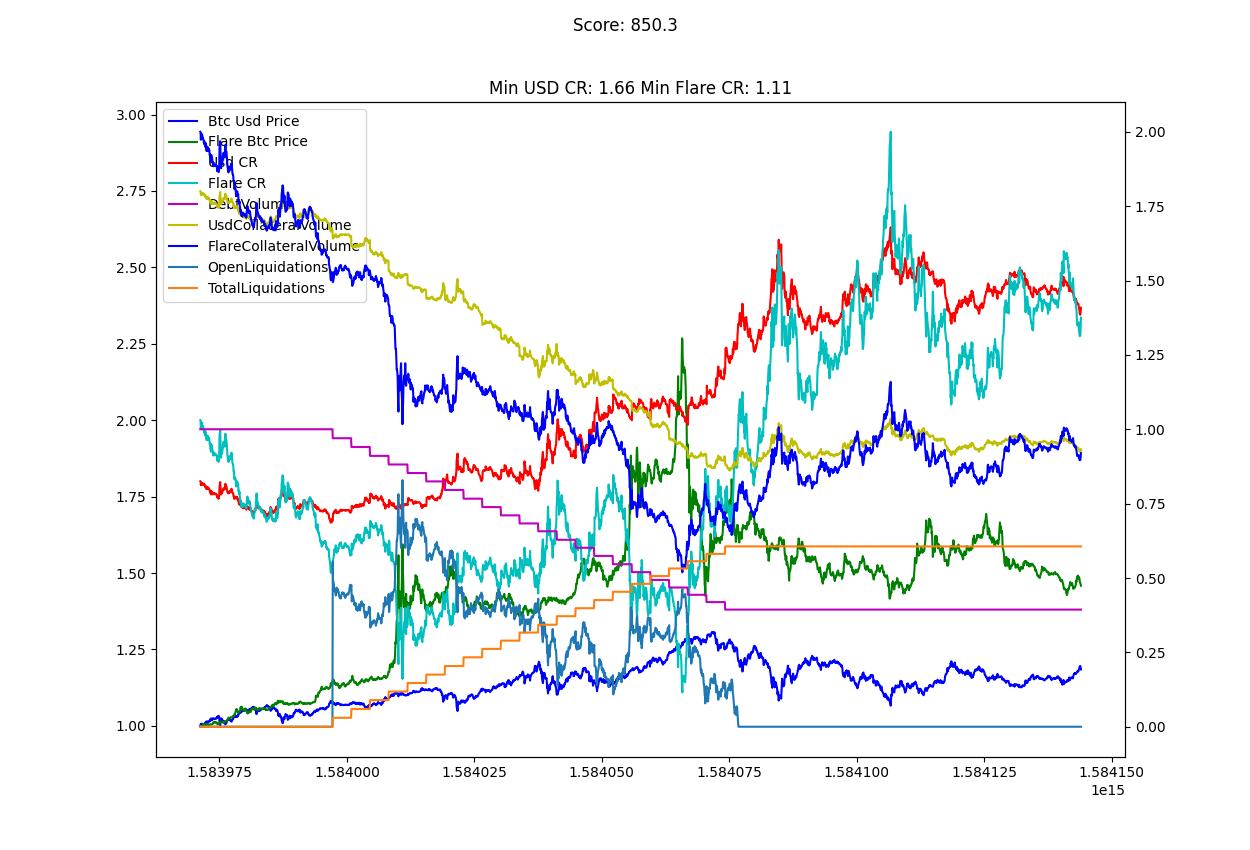 Score: 850.3
Min USD CR: 1.66 Min Flare CR: 1.11
Btc Usd Price
Flare Btc Price
Usd CR
Flare CR
DebtVolume
UsdCollateralVolume
FlareCollateralVolume
OpenLiquidations
TotalLiquidations
3.00
2.75
2.50
2.25
2.00
1.75
1.50
1.25
1.00
2.00
1.75
1.50
1.25
1.00
0.75
0.50
0.25
0.00
1.583975 1.584000 1.584025 1.584050 1.584075 1.584100 1.584125 1.584150
1e15